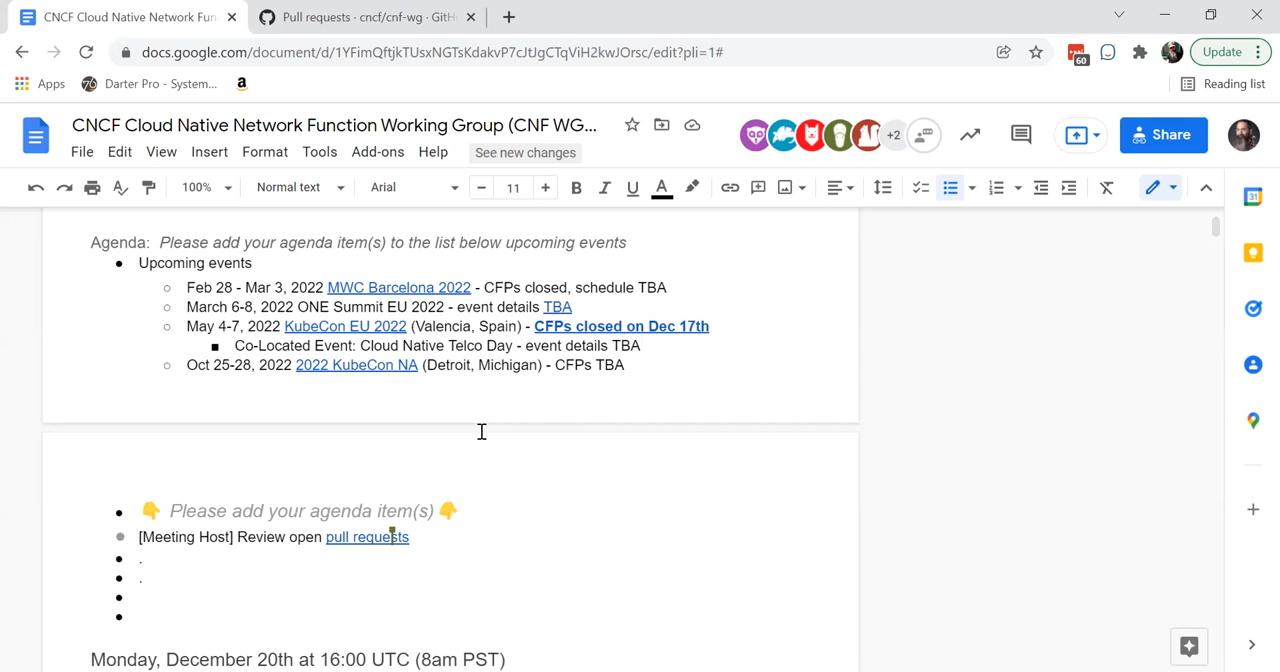 CNCF Cloud Native Network Fun
Pull requests · cncf/cnf-wg · GitH
docs.google.com/document/d/1YFimQftjkTUsxNGTsKdakvP7cJtJgCTqViH2kwJOrsc/edit?pli=1#
60
Update
Apps
Darter Pro - System...
Reading list
CNCF Cloud Native Network Function Working Group (CNF WG...
+2
Share
File Edit View Insert Format Tools Add-ons Help See new changes
100% Normal text Arial 11 B I U A
31
Agenda: Please add your agenda item(s) to the list below upcoming events
● Upcoming events
○ Feb 28 - Mar 3, 2022 MWC Barcelona 2022 - CFPs closed, schedule TBA
○ March 6-8, 2022 ONE Summit EU 2022 - event details TBA
○ May 4-7, 2022 KubeCon EU 2022 (Valencia, Spain) - CFPs closed on Dec 17th
■ Co-Located Event: Cloud Native Telco Day - event details TBA
○ Oct 25-28, 2022 2022 KubeCon NA (Detroit, Michigan) - CFPs TBA
● 👇 Please add your agenda item(s) 👇
● [Meeting Host] Review open pull requests
● .
● .
●
●
Monday, December 20th at 16:00 UTC (8am PST)